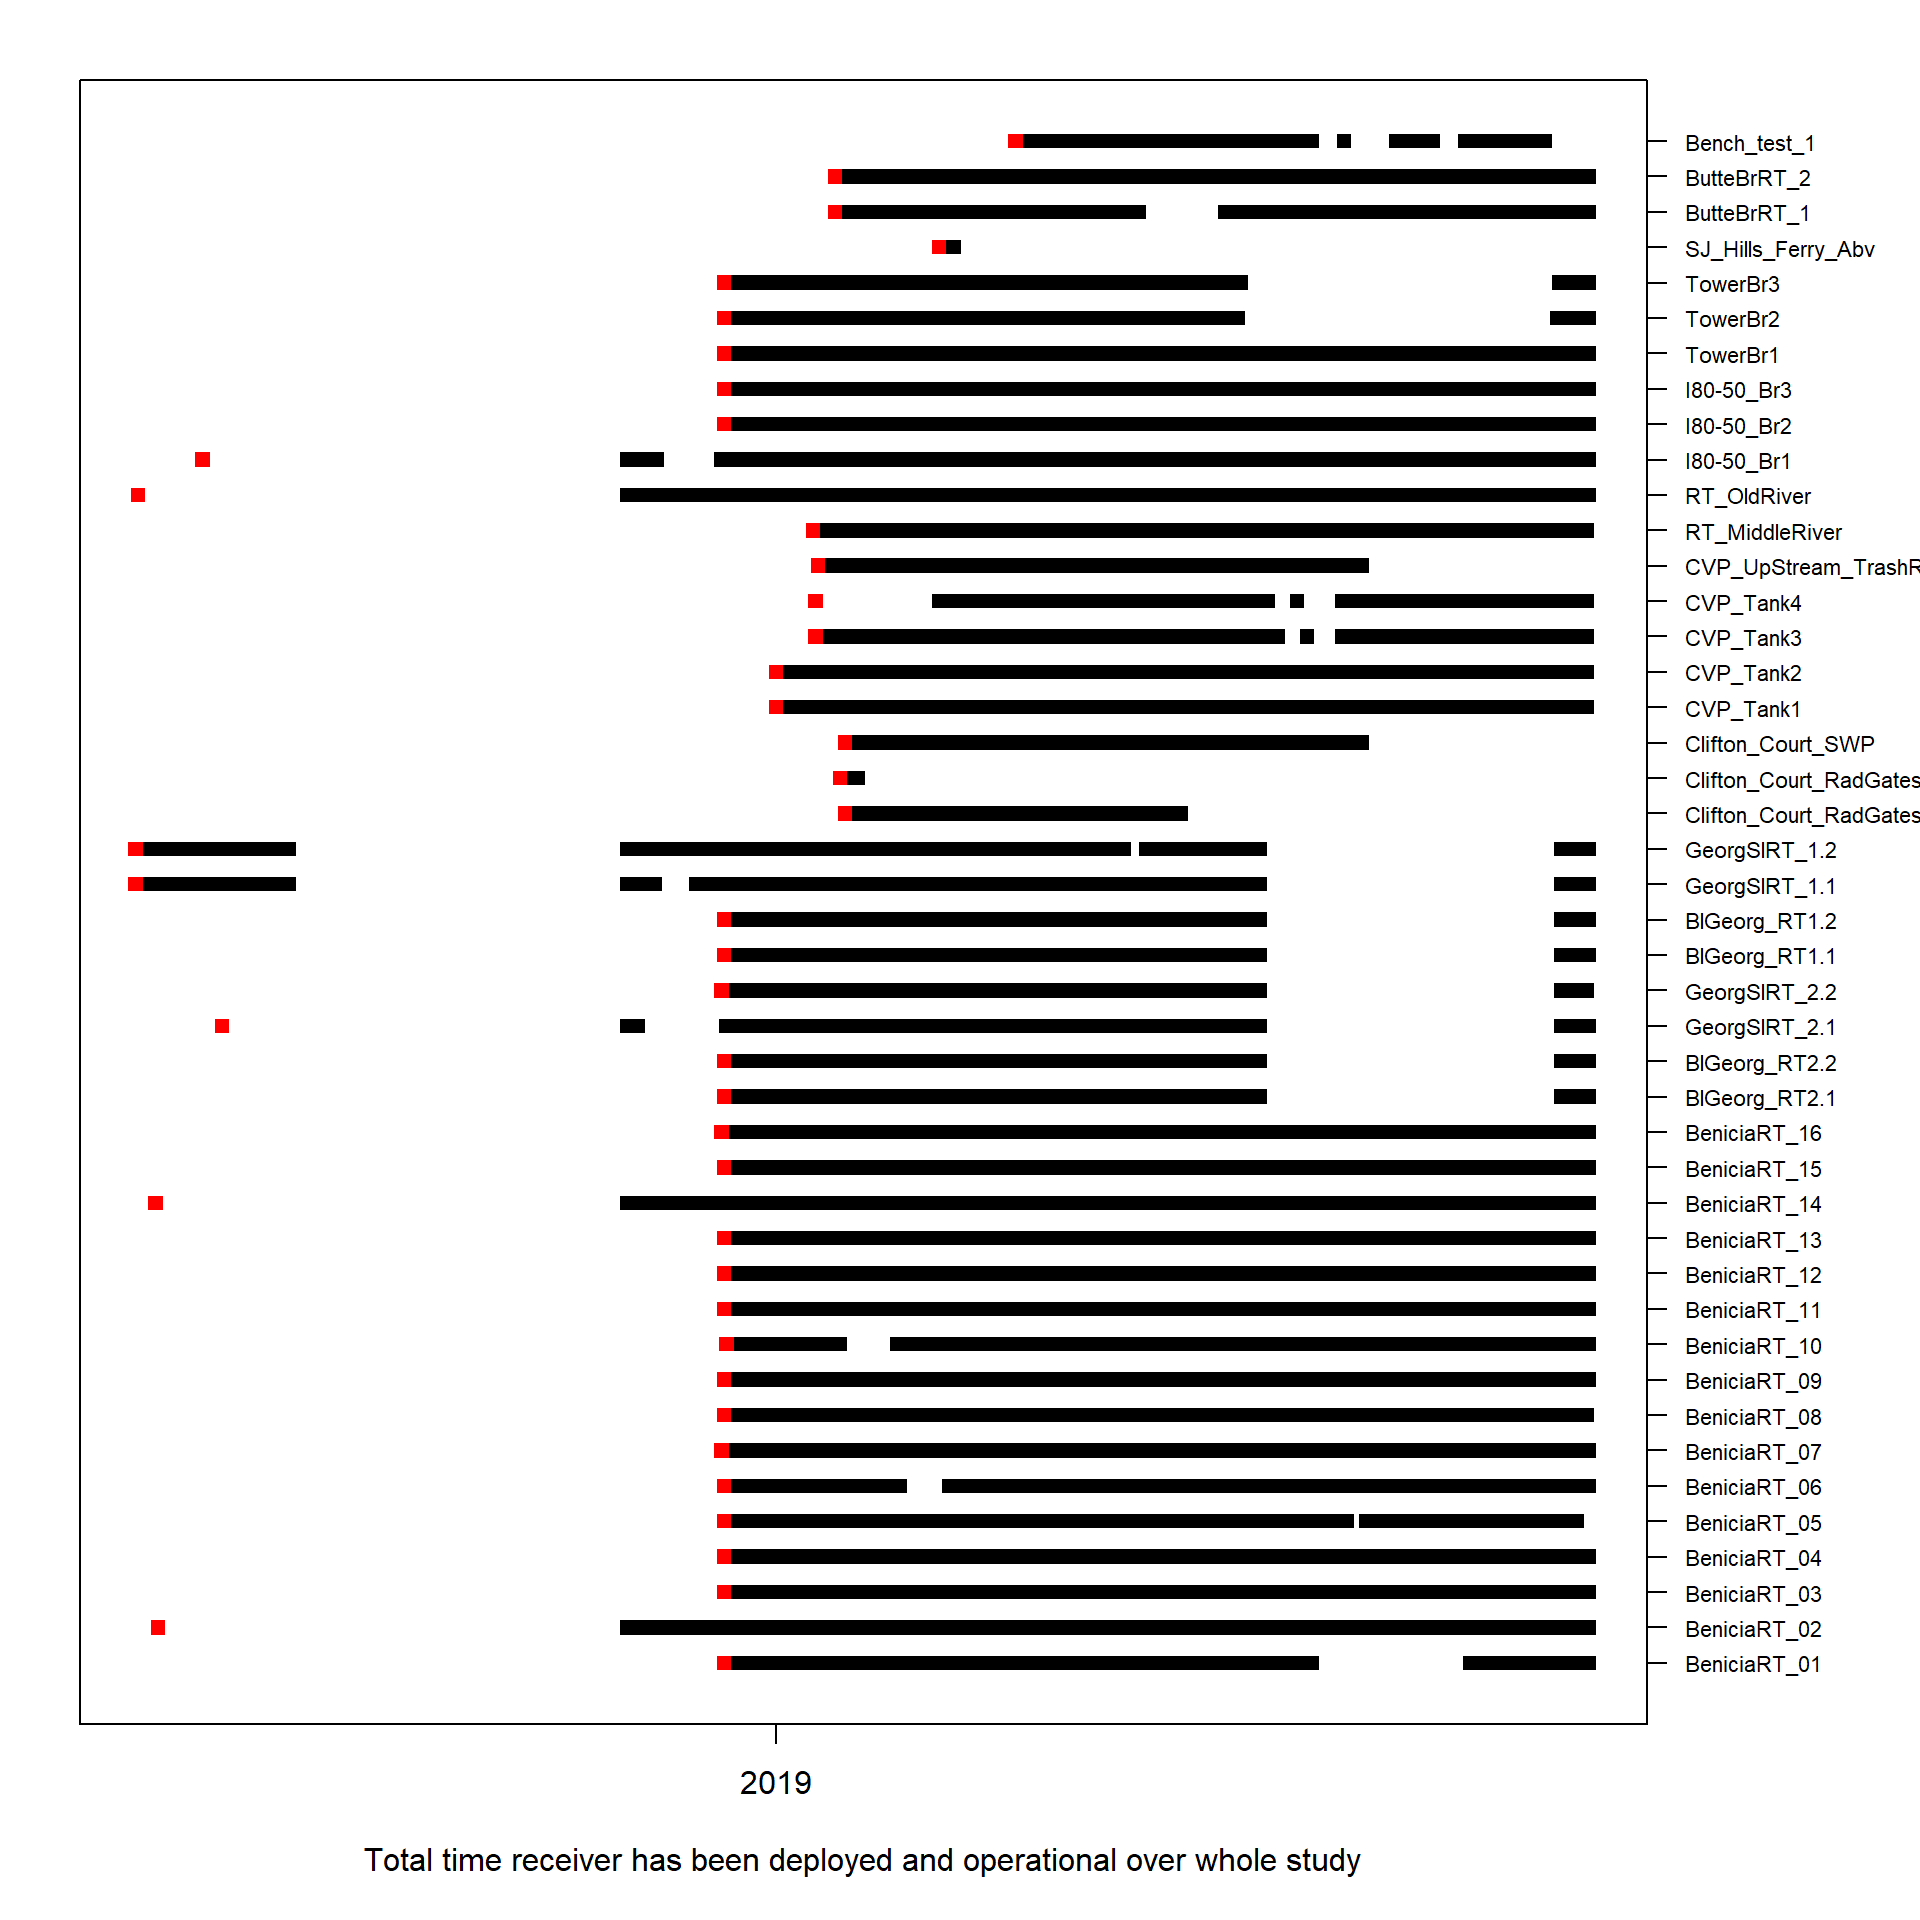 Bench_test_1
ButteBrRT_2
ButteBrRT_1
SJ_Hills_Ferry_Abv
TowerBr3
TowerBr2
TowerBr1
I80-50_Br3
I80-50_Br2
I80-50_Br1
RT_OldRiver
RT_MiddleRiver
CVP_UpStream_TrashR
CVP_Tank4
CVP_Tank3
CVP_Tank2
CVP_Tank1
Clifton_Court_SWP
Clifton_Court_RadGates
Clifton_Court_RadGates
GeorgSlRT_1.2
GeorgSlRT_1.1
BlGeorg_RT1.2
BlGeorg_RT1.1
GeorgSlRT_2.2
GeorgSlRT_2.1
BlGeorg_RT2.2
BlGeorg_RT2.1
BeniciaRT_16
BeniciaRT_15
BeniciaRT_14
BeniciaRT_13
BeniciaRT_12
BeniciaRT_11
BeniciaRT_10
BeniciaRT_09
BeniciaRT_08
BeniciaRT_07
BeniciaRT_06
BeniciaRT_05
BeniciaRT_04
BeniciaRT_03
BeniciaRT_02
BeniciaRT_01
2019
Total time receiver has been deployed and operational over whole study